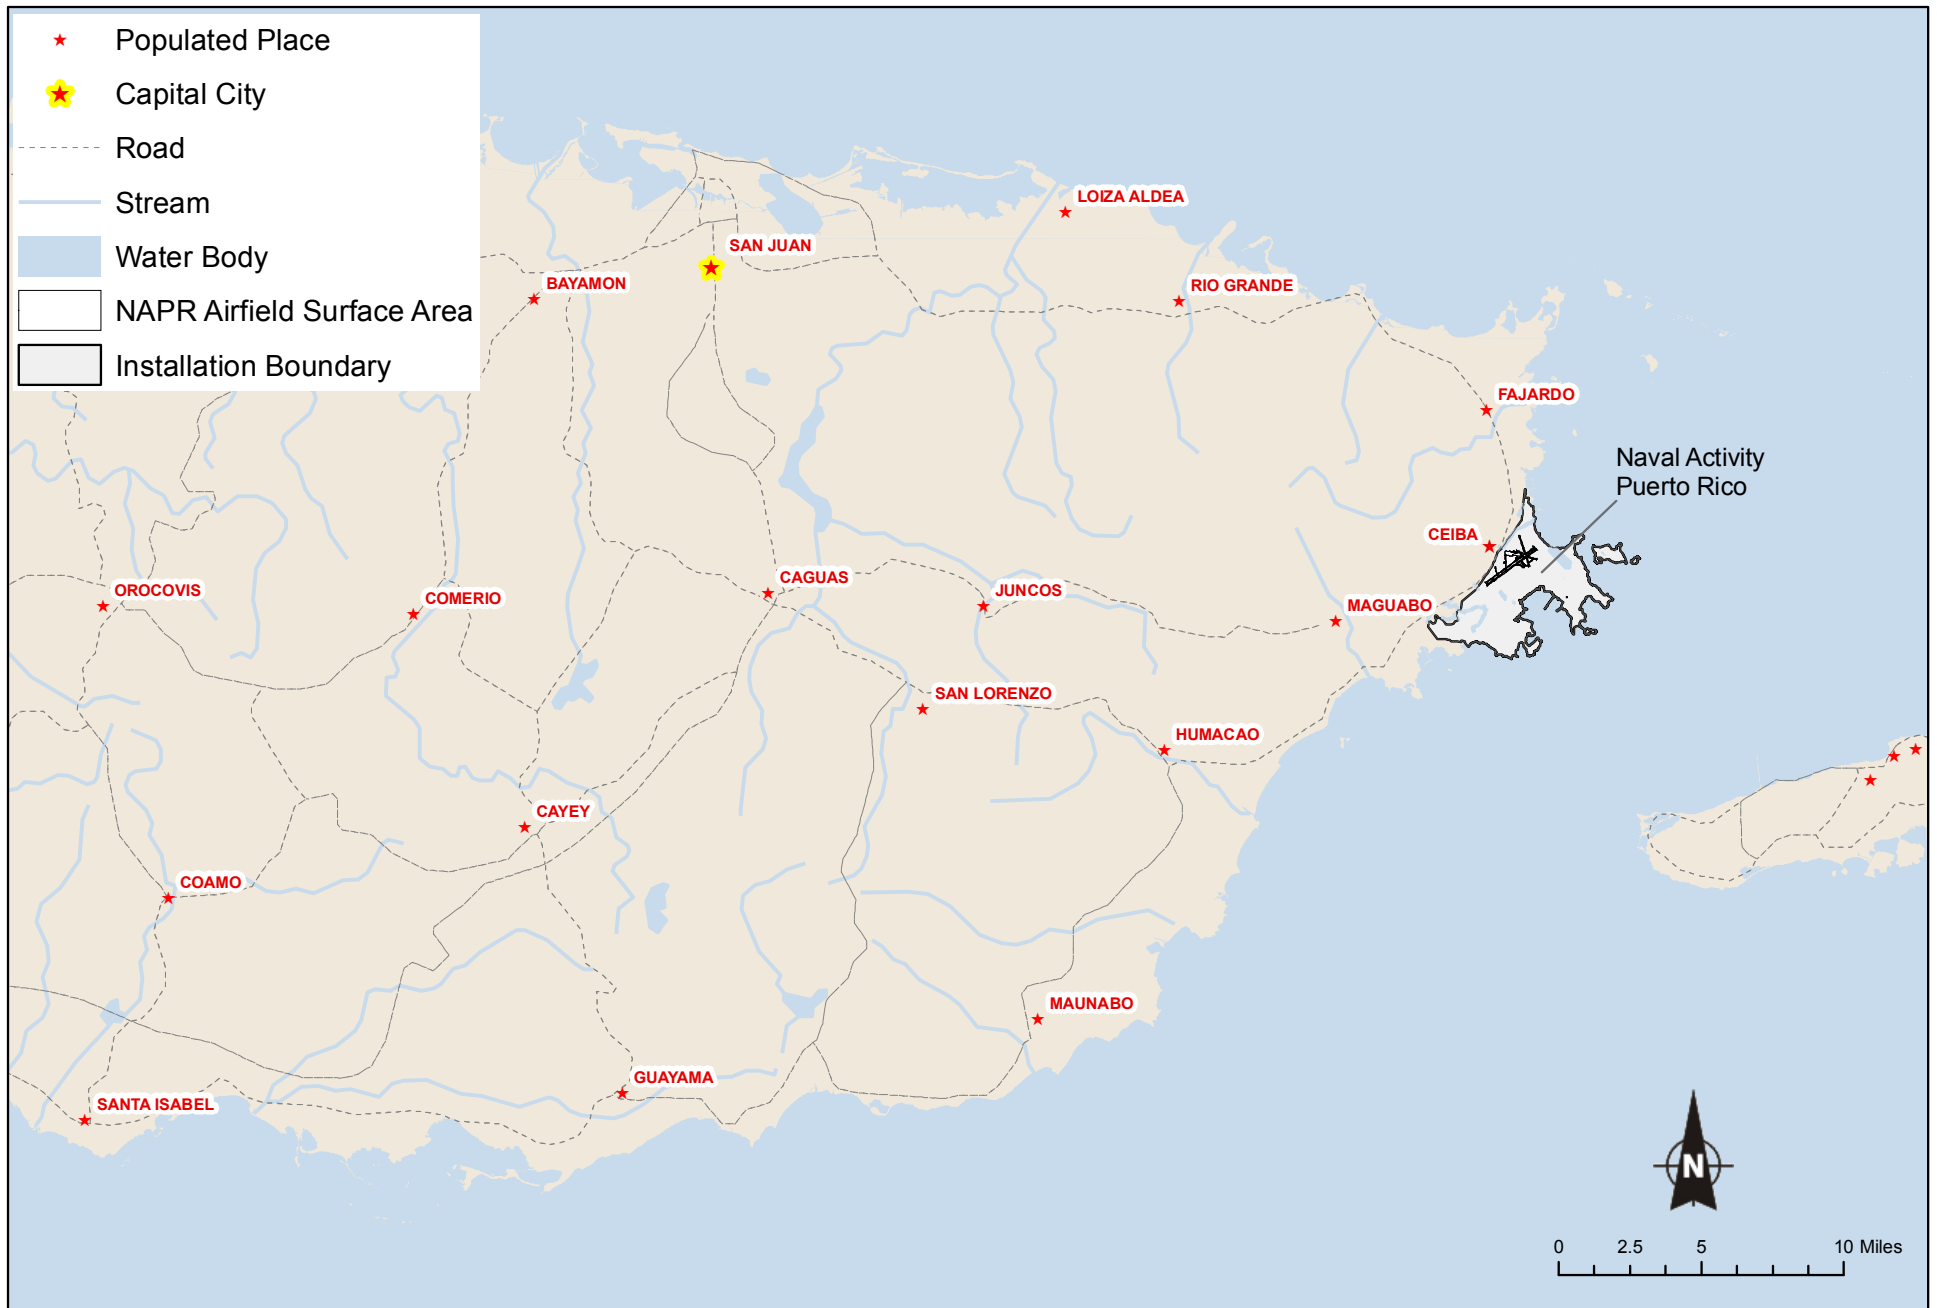 Populated Place
Capital City
Road
Stream
Water Body
NAPR Airfield Surface Area
Installation Boundary
LOIZA ALDEA
SAN JUAN
BAYAMON
RIO GRANDE
FAJARDO
Naval Activity
Puerto Rico
CEIBA
OROCOVIS
COMERIO
CAGUAS
JUNCOS
MAGUABO
SAN LORENZO
HUMACAO
CAYEY
COAMO
MAUNABO
GUAYAMA
SANTA ISABEL
N
0 2.5 5 10 Miles